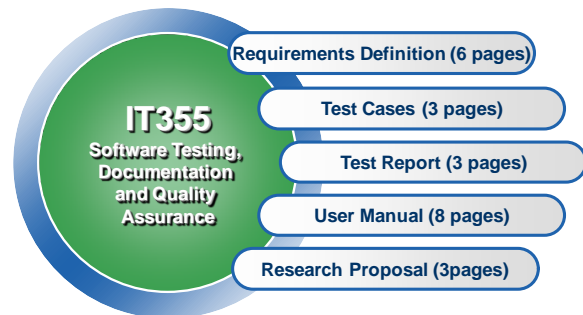 IT355
Software Testing,
Documentation
and Quality
Assurance
Requirements Definition (6 pages)
Test Cases (3 pages)
Test Report (3 pages)
User Manual (8 pages)
Research Proposal (3pages)